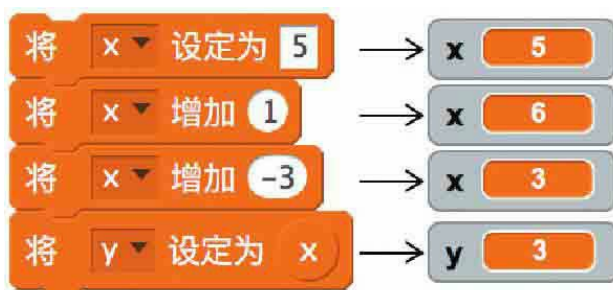 将 x 设定为 5 → x 5
将 x 增加 1 → x 6
将 x 增加 -3 → x 3
将 y 设定为 x → y 3